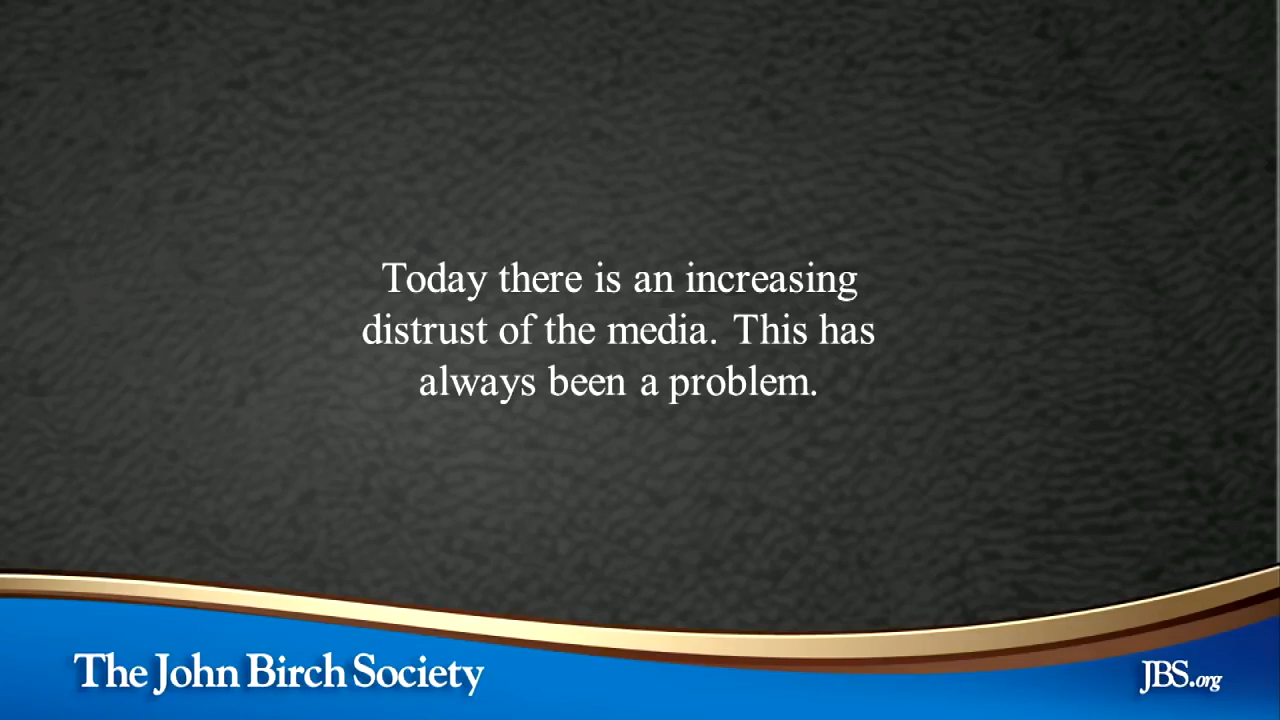 Today there is an increasing
distrust of the media. This has
always been a problem.
The John Birch Society
JBS.org